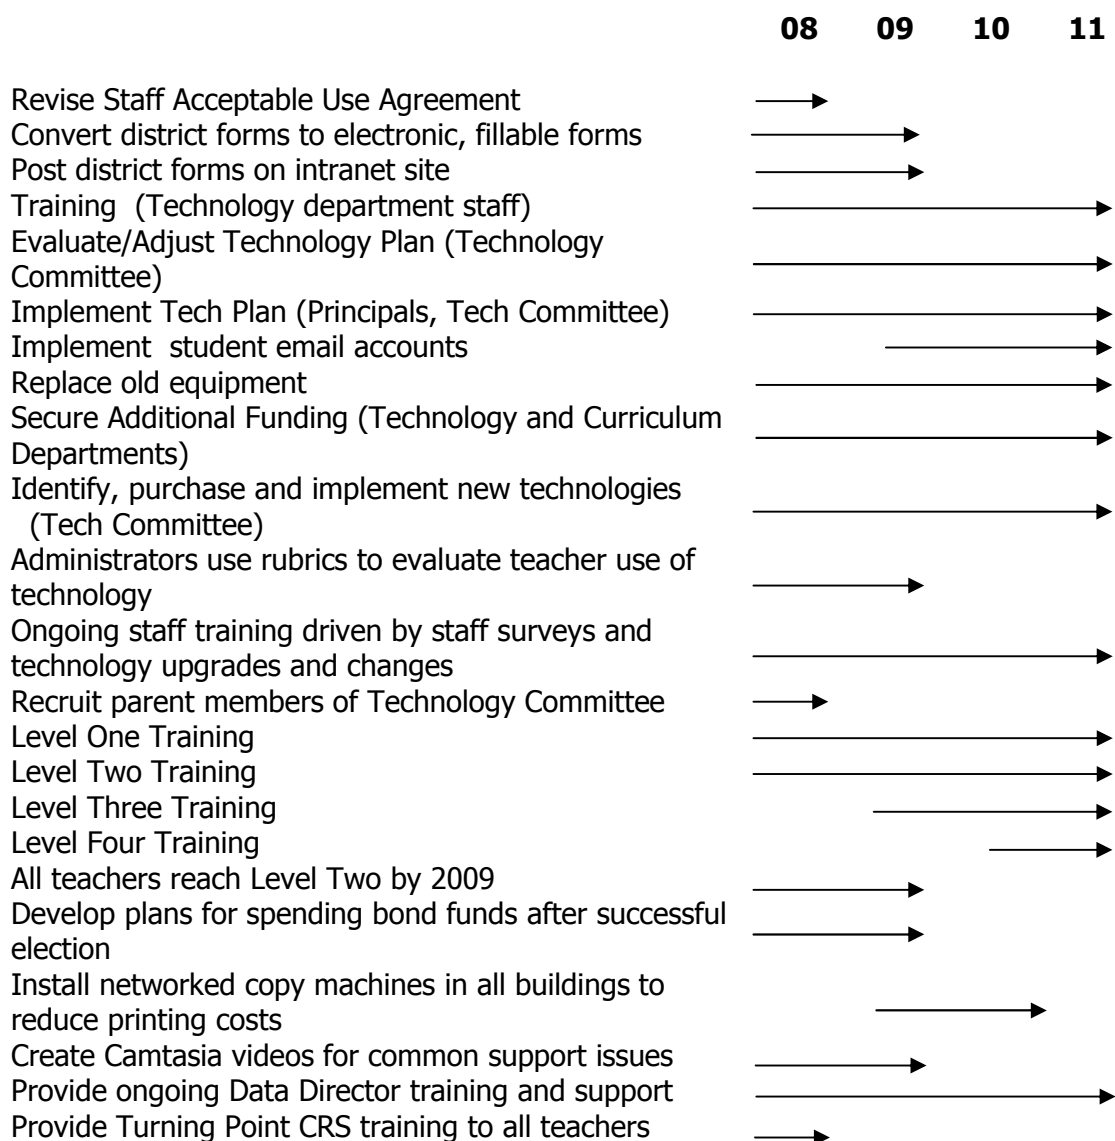 08 09 10 11
Revise Staff Acceptable Use Agreement
Convert district forms to electronic, fillable forms
Post district forms on intranet site
Training (Technology department staff)
Evaluate/Adjust Technology Plan (Technology
Committee)
Implement Tech Plan (Principals, Tech Committee)
Implement student email accounts
Replace old equipment
Secure Additional Funding (Technology and Curriculum
Departments)
Identify, purchase and implement new technologies
(Tech Committee)
Administrators use rubrics to evaluate teacher use of
technology
Ongoing staff training driven by staff surveys and
technology upgrades and changes
Recruit parent members of Technology Committee
Level One Training
Level Two Training
Level Three Training
Level Four Training
All teachers reach Level Two by 2009
Develop plans for spending bond funds after successful
election
Install networked copy machines in all buildings to
reduce printing costs
Create Camtasia videos for common support issues
Provide ongoing Data Director training and support
Provide Turning Point CRS training to all teachers